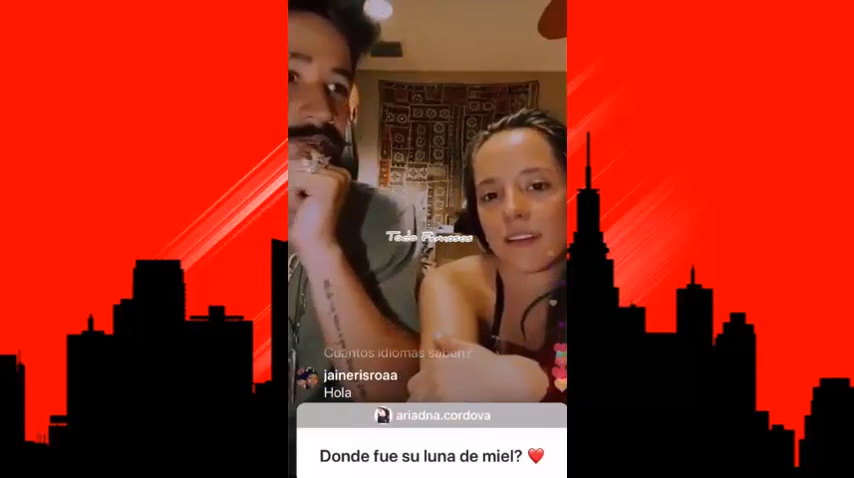 Todo Famosos
Cuantos idiomas saben?
jainerisroaa
Hola
ariadna.cordova
Donde fue su luna de miel? ❤️